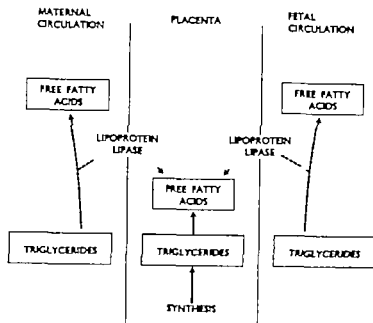 MATERNAL
CIRCULATION
PLACENTA
FETAL
CIRCULATION
FREE FATTY
ACIDS
FREE FATTY
ACIDS
LIPOPROTEIN
LIPASE
LIPOPROTEIN
LIPASE
FREE FATTY
ACIDS
TRIGLYCERIDES
TRIGLYCERIDES
TRIGLYCERIDES
SYNTHESIS